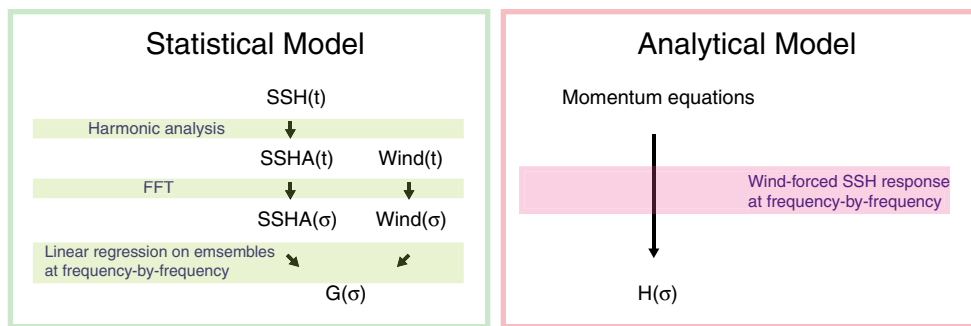 Statistical Model
SSH(t)
Harmonic analysis
SSHA(t) Wind(t)
FFT
SSHA(σ) Wind(σ)
Linear regression on emsembles
at frequency-by-frequency
G(σ)
Analytical Model
Momentum equations
Wind-forced SSH response
at frequency-by-frequency
H(σ)